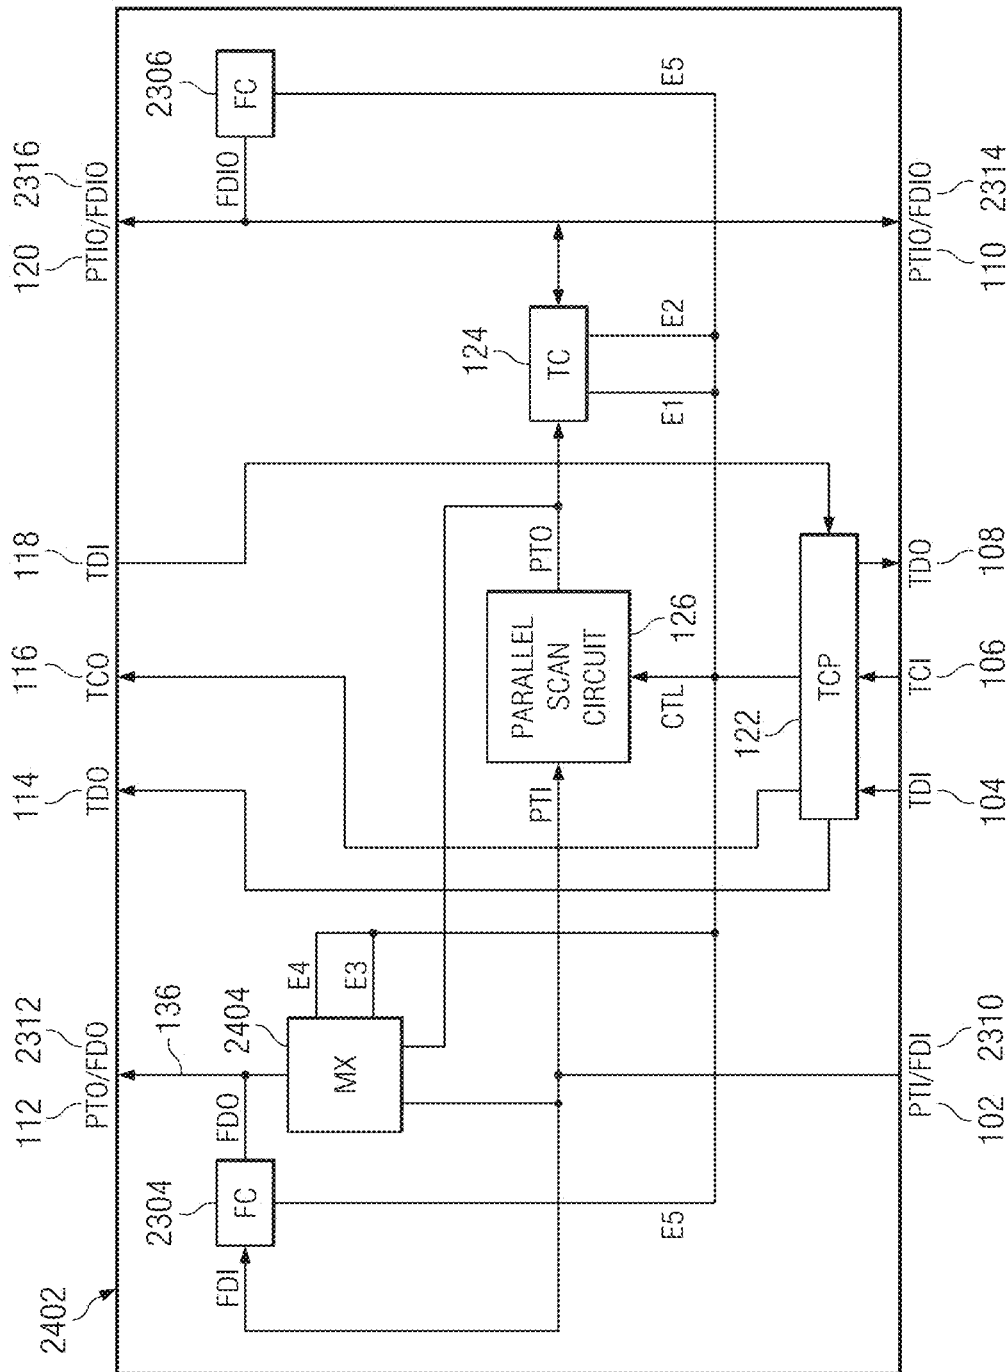 2402
112
2312
PTO/FDO
136
114
TDO
116
TCO
118
TDI
120
2316
PTIO/FDIO
2304
FC
FDI
FDO
2404
MX
E4
E3
FDIO
FC
2306
PTI
PARALLEL
SCAN
CIRCUIT
126
PTO
124
TC
E5
CTL
E1
E2
E5
122
TCP
PTI/FDI
102
2310
TDI
104
TCI
106
TDO
108
PTIO/FDIO
110
2314